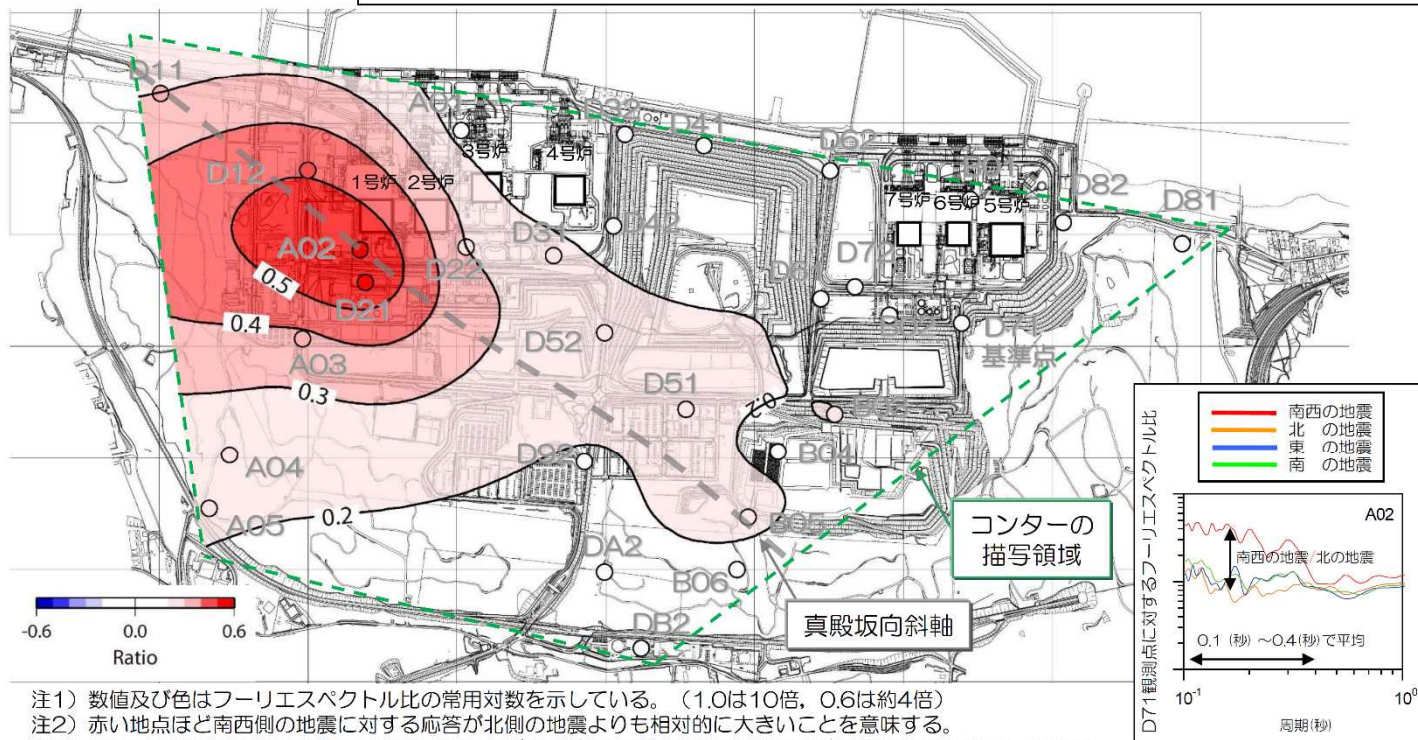 D11
A01
D32
D41
D62
B01
3号炉
4号炉
D82
D81
D12
1号炉
2号炉
7号炉
6号炉
5号炉
D42
A02
D22
D31
D72
0.5
D21
0.4
D52
D71
基準点
A03
0.3
D51
0.2
B04
A04
A05
0.2
B05
DA2
B06
DB2
コンターの
描写領域
真殿坂向斜軸
-0.6 0.0 0.6
Ratio
南西の地震
北 の地震
東 の地震
南 の地震
D71観測点に対するフーリエスペクトル比
A02
南西の地震/北の地震
0.1(秒)~0.4(秒)で平均
10⁻¹ 10⁰
周期(秒)
注1)数値及び色はフーリエスペクトル比の常用対数を示している。(1.0は10倍,0.6は約4倍)
注2)赤い地点ほど南西側の地震に対する応答が北側の地震よりも相対的に大きいことを意味する。